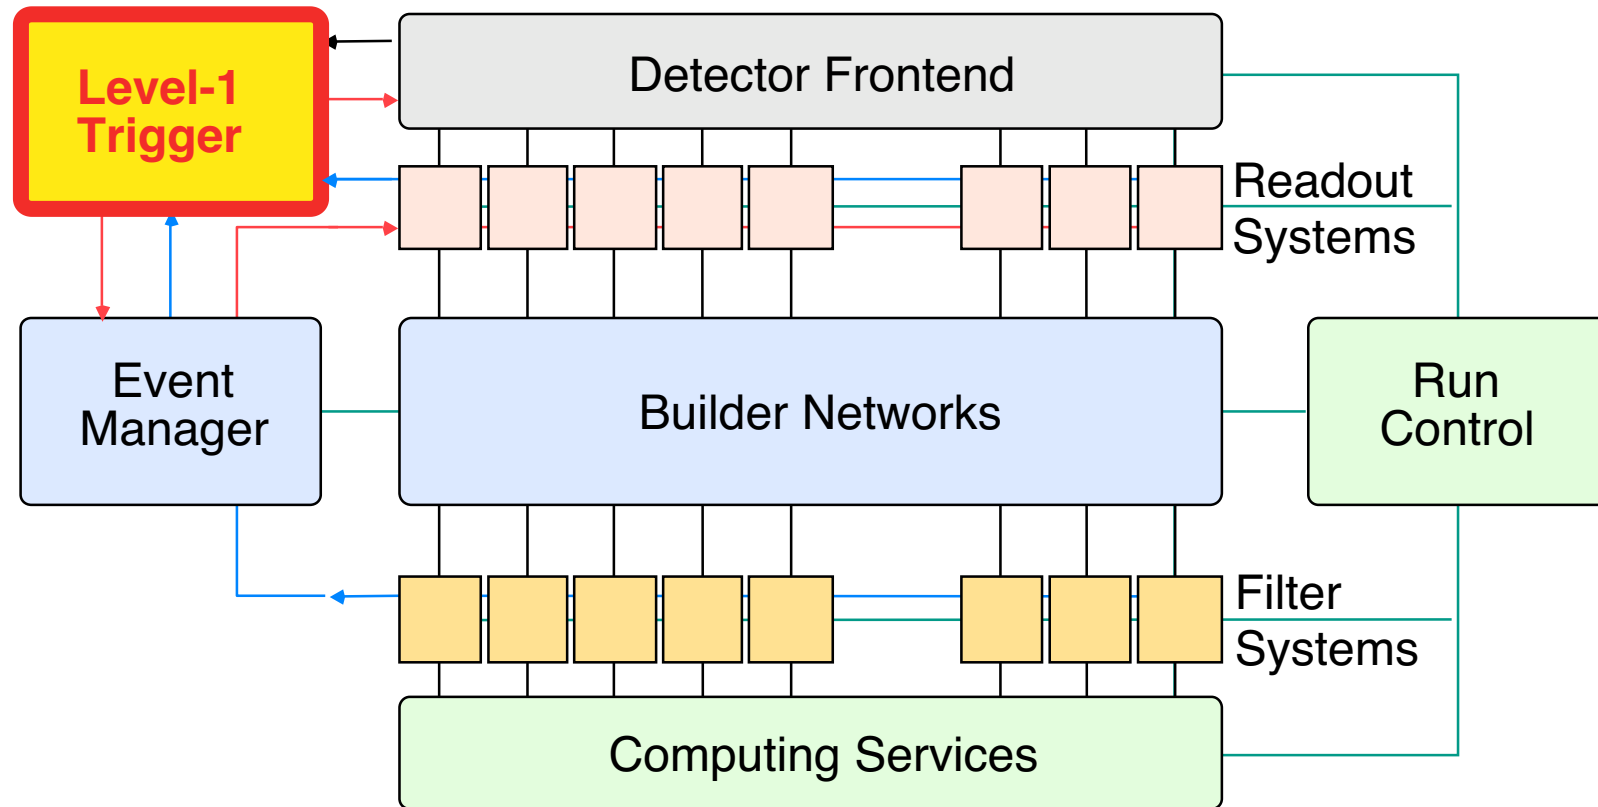 Level-1
Trigger
Detector Frontend
Readout
Systems
Event
Manager
Builder Networks
Run
Control
Filter
Systems
Computing Services